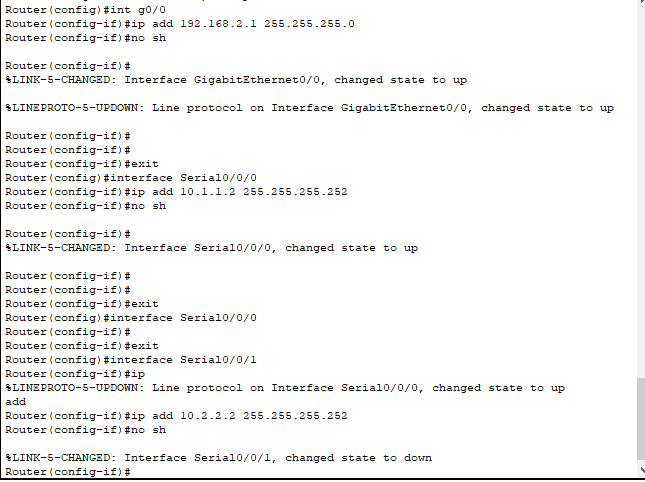 Router(config)#int g0/0
Router(config-if)#ip add 192.168.2.1 255.255.255.0
Router(config-if)#no sh
Router(config-if)#
%LINK-5-CHANGED: Interface GigabitEthernet0/0, changed state to up
%LINEPROTO-5-UPDOWN: Line protocol on Interface GigabitEthernet0/0, changed state to up
Router(config-if)#
Router(config-if)#
Router(config-if)#exit
Router(config)#interface Serial0/0/0
Router(config-if)#ip add 10.1.1.2 255.255.255.252
Router(config-if)#no sh
Router(config-if)#
%LINK-5-CHANGED: Interface Serial0/0/0, changed state to up
Router(config-if)#
Router(config-if)#
Router(config-if)#exit
Router(config)#interface Serial0/0/0
Router(config-if)#
Router(config-if)#exit
Router(config)#interface Serial0/0/1
Router(config-if)#ip
%LINEPROTO-5-UPDOWN: Line protocol on Interface Serial0/0/0, changed state to up
add
Router(config-if)#ip add 10.2.2.2 255.255.255.252
Router(config-if)#no sh
%LINK-5-CHANGED: Interface Serial0/0/1, changed state to down
Router(config-if)#